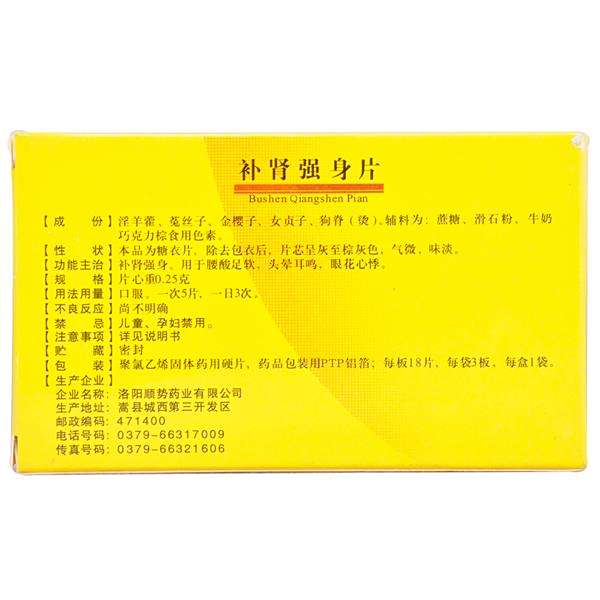 补肾强身片
Bushen Qiangshen Pian
【成份】淫羊藿、菟丝子、金樱子、女贞子、狗脊(烫)。辅料为：蔗糖、滑石粉、牛奶
巧克力棕食用色素。
【性状】本品为糖衣片，除去包衣后，片芯呈灰至棕灰色，气微，味淡。
【功能主治】补肾强身。用于腰酸足软，头晕耳鸣，眼花心悸。
【规格】片心重0.25克
【用法用量】口服。一次5片，一日3次。
【不良反应】尚不明确
【禁忌】儿童、孕妇禁用。
【注意事项】详见说明书
【贮藏】密封
【包装】聚氯乙烯固体药用硬片，药品包装用PTP铝箔；每板18片，每袋3板，每盒1袋。
【生产企业】
企业名称：洛阳顺势药业有限公司
生产地址：嵩县城西第三开发区
邮政编码：471400
电话号码：0379-66317009
传真号码：0379-66321606